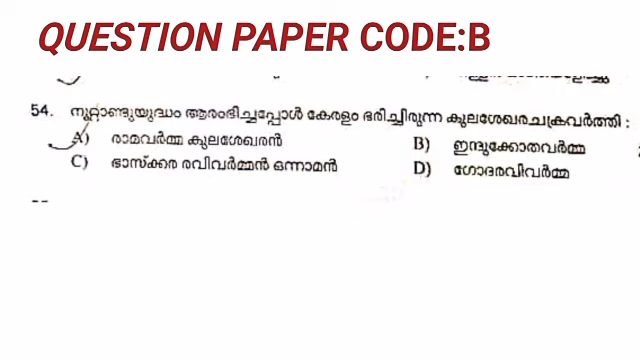 QUESTION PAPER CODE:B
54. നൂറ്റാണ്ടുയുദ്ധം ആരംഭിച്ചപ്പോൾ കേരളം ഭരിച്ചിരുന്ന കുലശേഖരചക്രവർത്തി :
A) രാമവർമ്മ കുലശേഖരൻ B) ഇന്ദുക്കോതവർമ്മ
C) ഭാസ്ക്കര രവിവർമ്മൻ ഒന്നാമൻ D) ഗോദരവിവർമ്മ